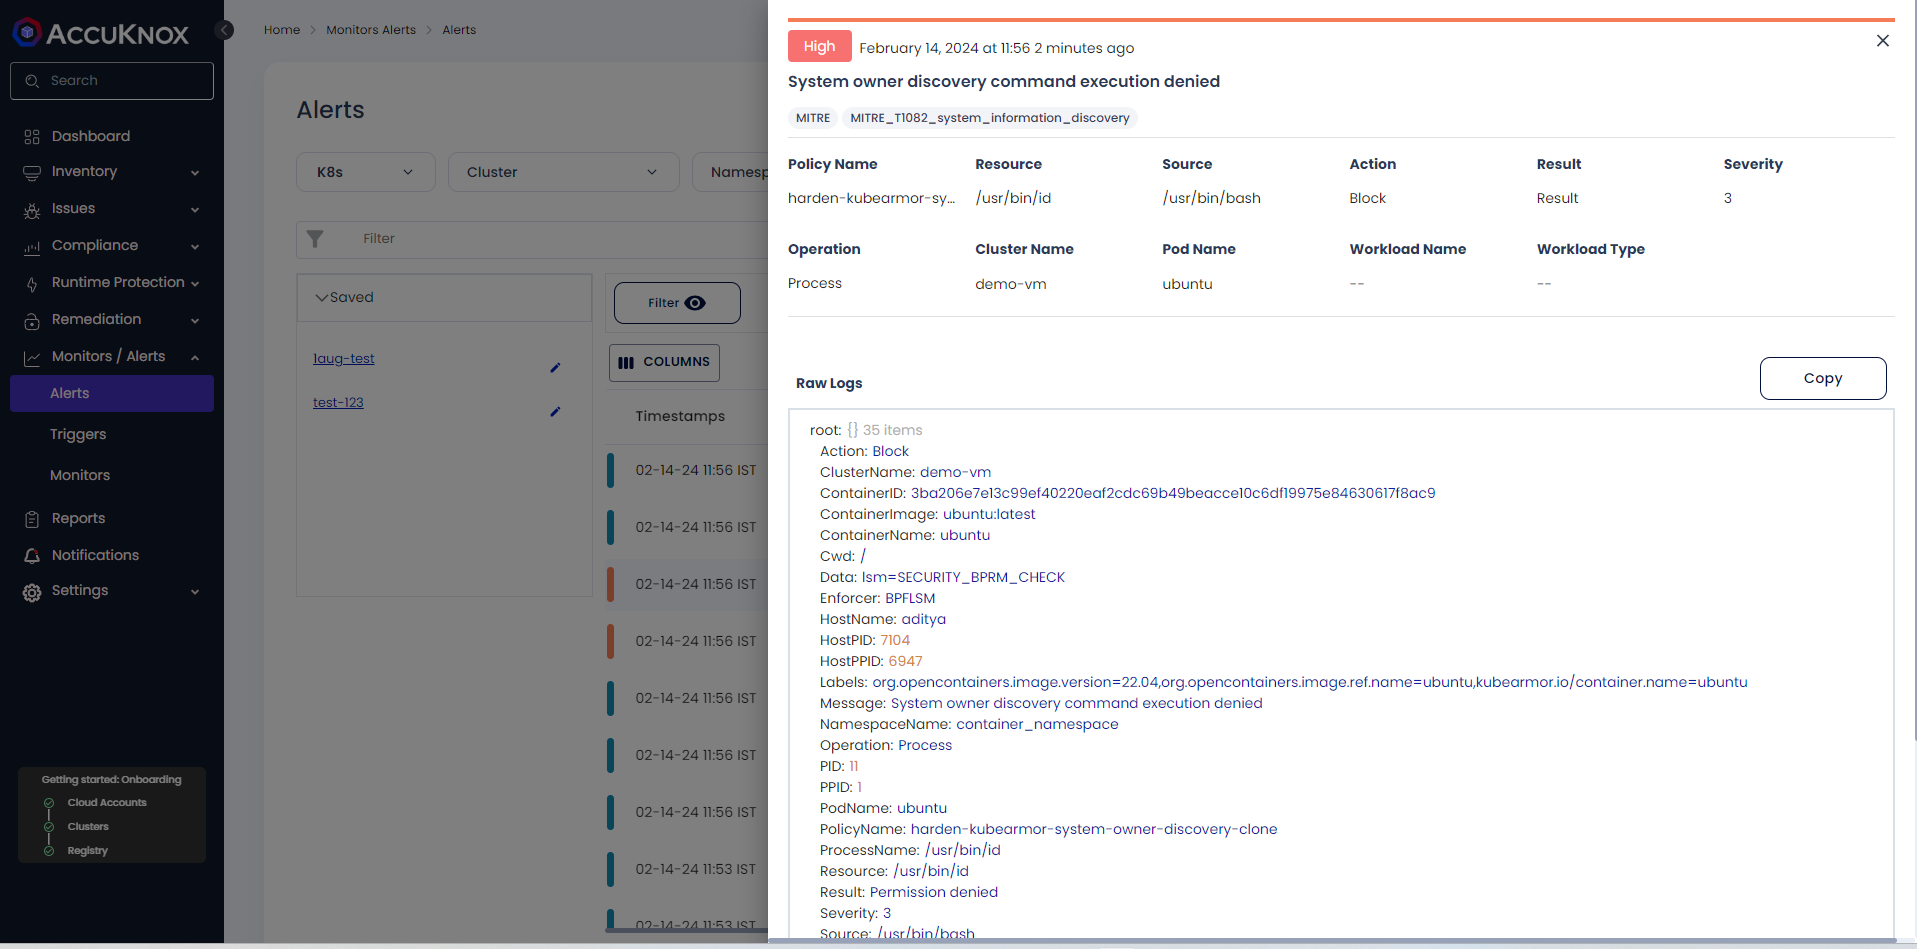 ACCUKNOX
Search
Dashboard
Inventory
Issues
Compliance
Runtime Protection
Remediation
Monitors / Alerts
Alerts
Triggers
Monitors
Reports
Notifications
Settings
Getting started: Onboarding
Cloud Accounts
Clusters
Registry
Home > Monitors Alerts > Alerts
Alerts
K8s
Cluster
Namesp
Filter
Saved
1aug-test
test-123
Filter
COLUMNS
Timestamps
02-14-24 11:56 IST
02-14-24 11:56 IST
02-14-24 11:56 IST
02-14-24 11:56 IST
02-14-24 11:56 IST
02-14-24 11:56 IST
02-14-24 11:56 IST
02-14-24 11:53 IST
02-14-24 11:53 IST
High February 14, 2024 at 11:56 2 minutes ago
System owner discovery command execution denied
MITRE MITRE_T1082_system_information_discovery
Policy Name Resource Source Action Result Severity
harden-kubearmor-sy... /usr/bin/id /usr/bin/bash Block Result 3
Operation Cluster Name Pod Name Workload Name Workload Type
Process demo-vm ubuntu -- --
Raw Logs
Copy
root: {} 35 items
Action: Block
ClusterName: demo-vm
ContainerID: 3ba206e7e13c99ef40220eaf2cdc69b49beacce10c6df19975e84630617f8ac9
ContainerImage: ubuntu:latest
ContainerName: ubuntu
Cwd: /
Data: lsm=SECURITY_BPRM_CHECK
Enforcer: BPFLSM
HostName: aditya
HostPID: 7104
HostPPID: 6947
Labels: org.opencontainers.image.version=22.04,org.opencontainers.image.ref.name=ubuntu,kubearmor.io/container.name=ubuntu
Message: System owner discovery command execution denied
NamespaceName: container_namespace
Operation: Process
PID: 11
PPID: 1
PodName: ubuntu
PolicyName: harden-kubearmor-system-owner-discovery-clone
ProcessName: /usr/bin/id
Resource: /usr/bin/id
Result: Permission denied
Severity: 3
Source: /usr/bin/bash